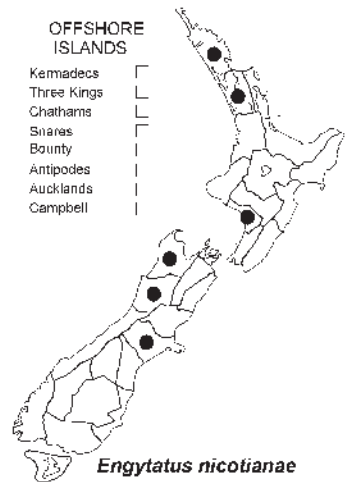 OFFSHORE
ISLANDS
Kermadecs
Three Kings
Chathams
Snares
Bounty
Antipodes
Aucklands
Campbell
Engytatus nicotianae